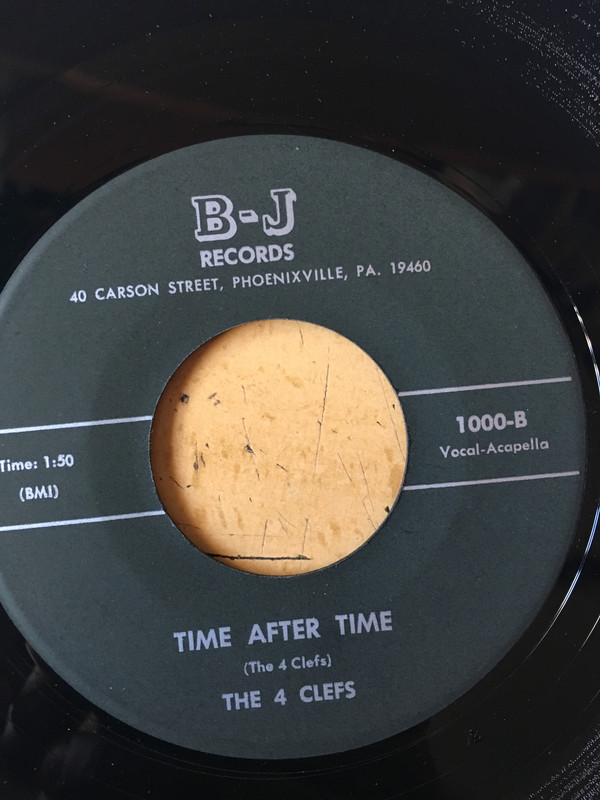 B-J
RECORDS
40 CARSON STREET, PHOENIXVILLE, PA. 19460
Time: 1:50
(BMI)
1000-B
Vocal-Acapella
TIME AFTER TIME
(The 4 Clefs)
THE 4 CLEFS